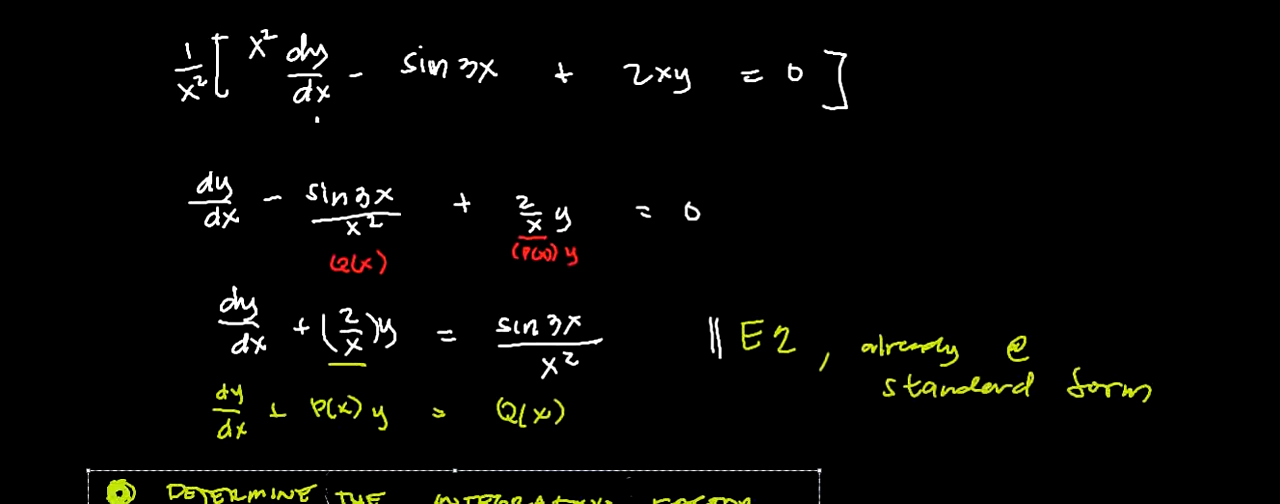 1/x² [ x² dy/dx - sin 3x + 2xy = 0 ]
dy/dx - sin 3x / x² + 2/x y = 0
Q(x) (P(x)) y
dy/dx + (2/x) y = sin 3x / x² || E2, already @
standard form
dy/dx + P(x) y = Q(x)
DETERMINE THE